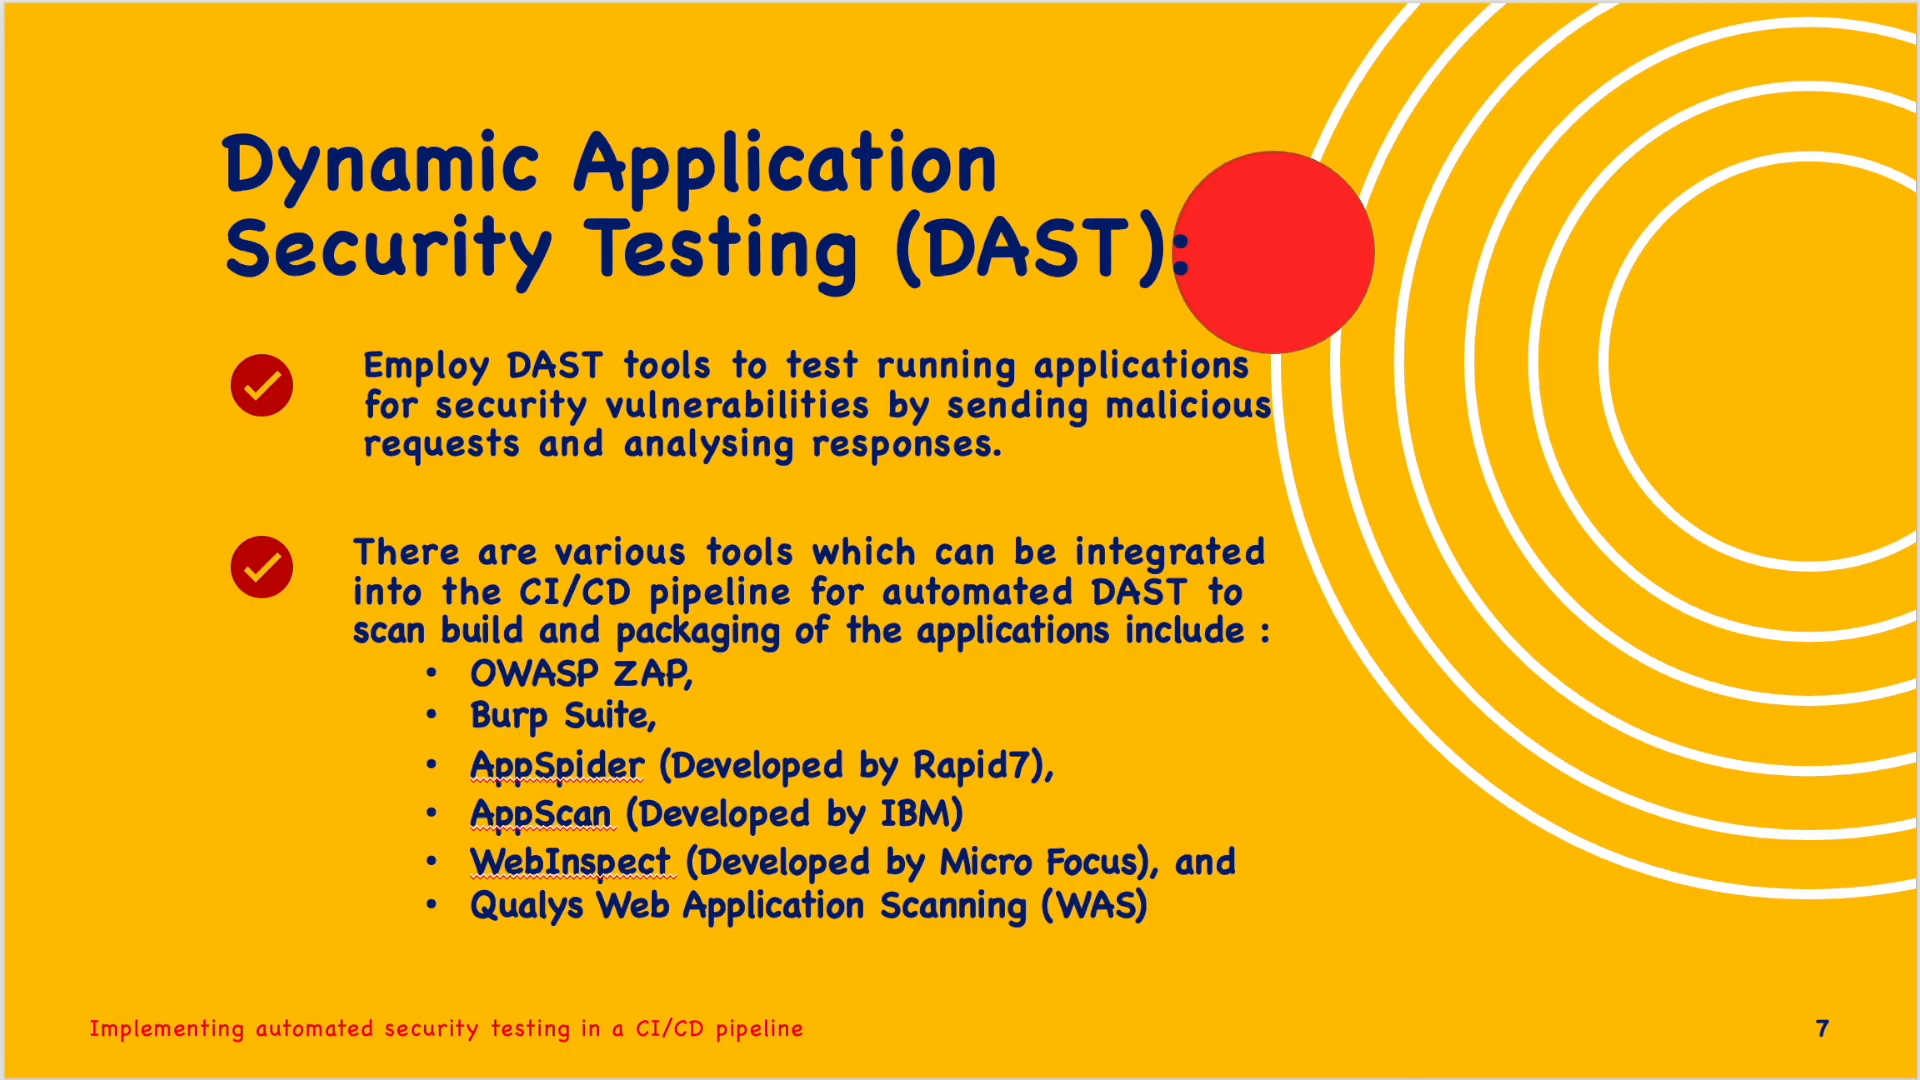 Dynamic Application
Security Testing (DAST):
Employ DAST tools to test running applications
for security vulnerabilities by sending malicious
requests and analysing responses.
There are various tools which can be integrated
into the CI/CD pipeline for automated DAST to
scan build and packaging of the applications include :
• OWASP ZAP,
• Burp Suite,
• AppSpider (Developed by Rapid7),
• AppScan (Developed by IBM)
• WebInspect (Developed by Micro Focus), and
• Qualys Web Application Scanning (WAS)
Implementing automated security testing in a CI/CD pipeline
7